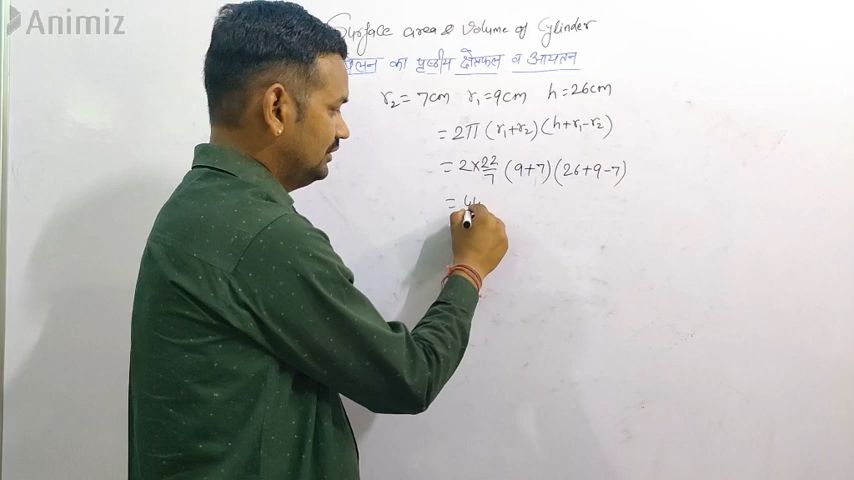 Animiz
Surface area & Volume of Cylinder
का पृष्ठीय क्षेत्रफल व आयतन
r₂ = 7cm r₁ = 9cm h = 26cm
= 2π (r₁+r₂) (h+r₁-r₂)
= 2 × 22/7 (9+7) (26+9-7)
= 44